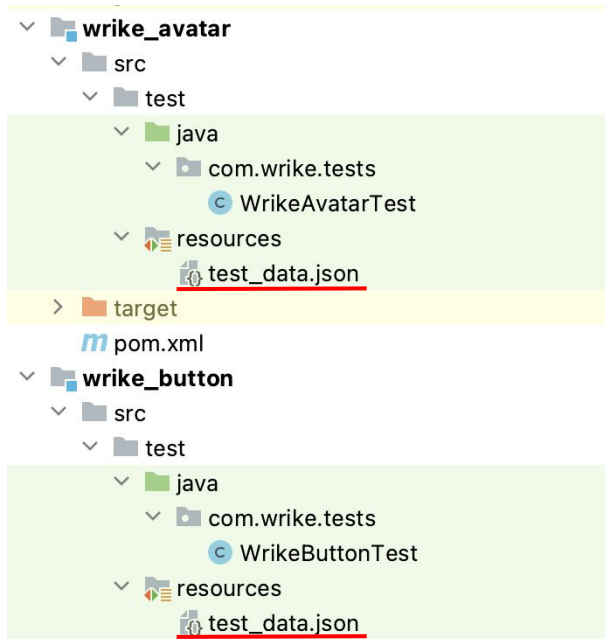 wrike_avatar
src
test
java
com.wrike.tests
C WrikeAvatarTest
resources
{} test_data.json
target
m pom.xml
wrike_button
src
test
java
com.wrike.tests
C WrikeButtonTest
resources
{} test_data.json